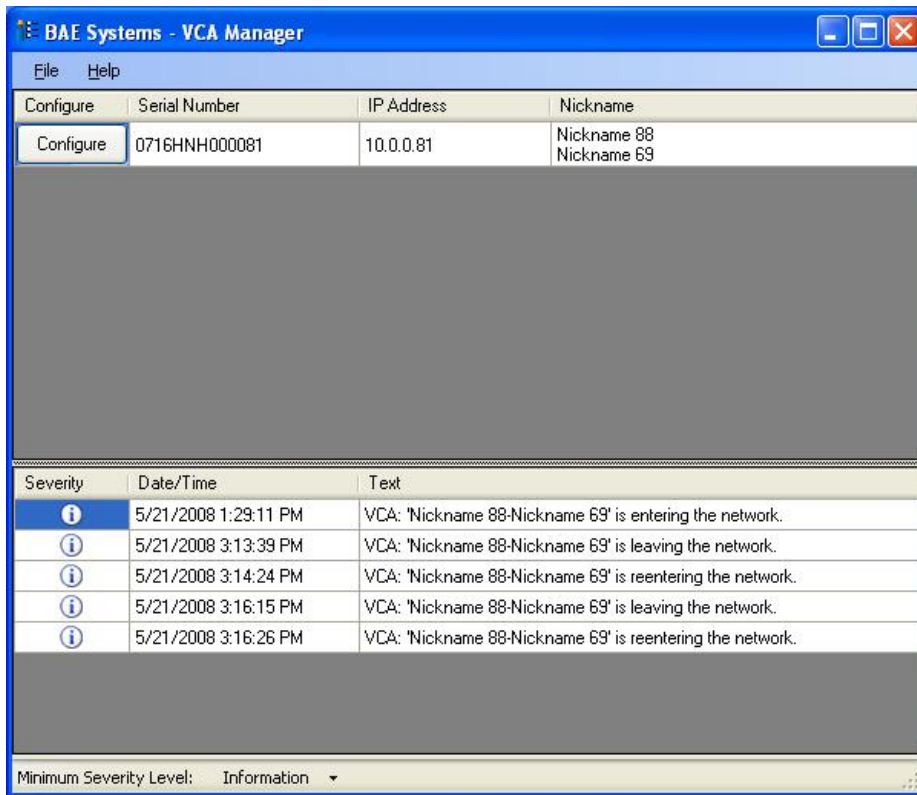 BAE Systems - VCA Manager
File Help
Configure Serial Number IP Address Nickname
Configure 0716HNH000081 10.0.0.81 Nickname 88
Nickname 69
Severity Date/Time Text
5/21/2008 1:29:11 PM VCA: 'Nickname 88-Nickname 69' is entering the network.
5/21/2008 3:13:39 PM VCA: 'Nickname 88-Nickname 69' is leaving the network.
5/21/2008 3:14:24 PM VCA: 'Nickname 88-Nickname 69' is reentering the network.
5/21/2008 3:16:15 PM VCA: 'Nickname 88-Nickname 69' is leaving the network.
5/21/2008 3:16:26 PM VCA: 'Nickname 88-Nickname 69' is reentering the network.
Minimum Severity Level: Information